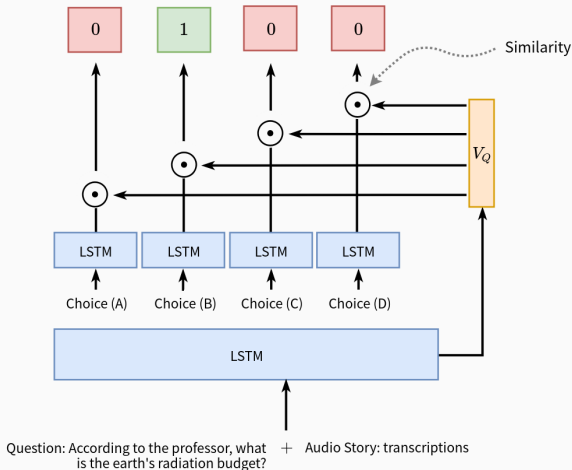 0 1 0 0
Similarity
V_Q
LSTM LSTM LSTM LSTM
Choice (A) Choice (B) Choice (C) Choice (D)
LSTM
Question: According to the professor, what + Audio Story: transcriptions
is the earth's radiation budget?